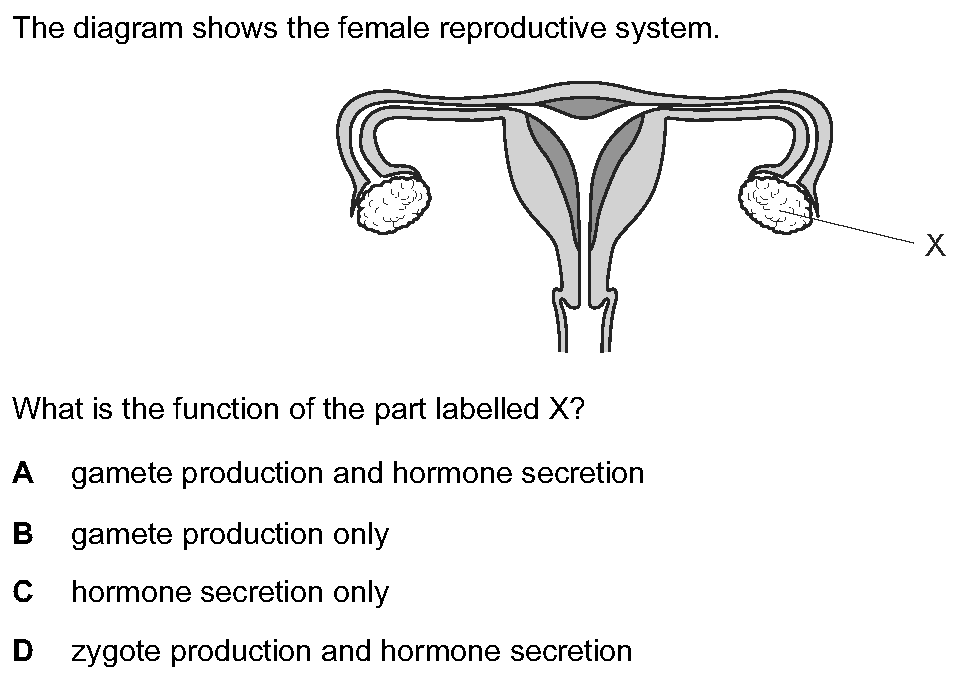 The diagram shows the female reproductive system.
X
What is the function of the part labelled X?
A gamete production and hormone secretion
B gamete production only
C hormone secretion only
D zygote production and hormone secretion